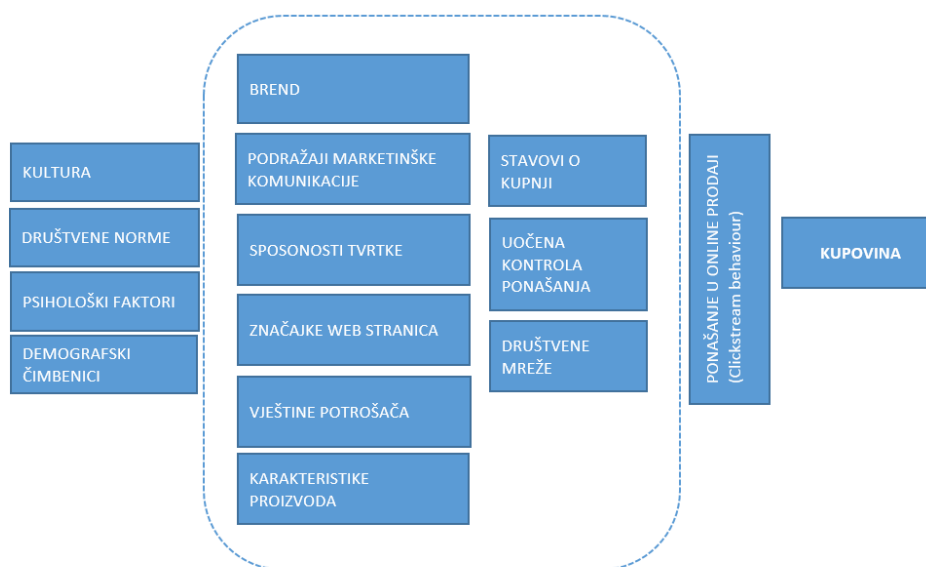 KULTURA
DRUŠTVENE NORME
PSIHOLOŠKI FAKTORI
DEMOGRAFSKI
ČIMBENICI
BREND
PODRAŽAJI MARKETINŠKE
KOMUNIKACIJE
SPOSONOSTI TVRTKE
ZNAČAJKE WEB STRANICA
VJEŠTINE POTROŠAČA
KARAKTERISTIKE
PROIZVODA
STAVOVI O
KUPNJI
UOČENA
KONTROLA
PONAŠANJA
DRUŠTVENE
MREŽE
PONAŠANJE U ONLINE PRODAJI
(Clickstream behaviour)
KUPOVINA